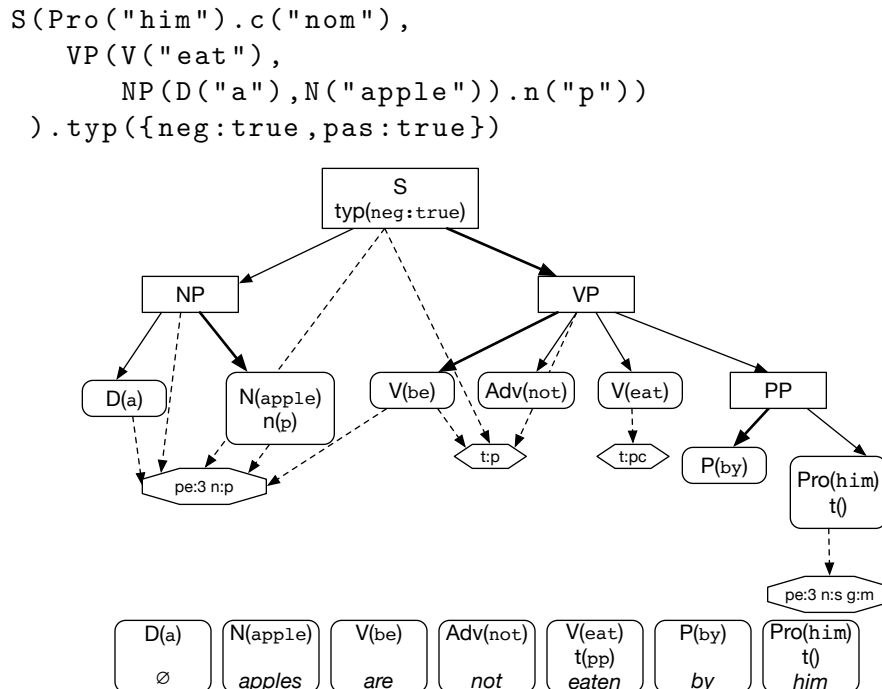 S(Pro("him").c("nom"),
VP(V("eat"),
NP(D("a"),N("apple")).n("p"))
).typ({neg:true,pas:true})
S
typ(neg:true)
NP
VP
D(a)
N(apple)
n(p)
V(be)
Adv(not)
V(eat)
PP
pe:3 n:p
t:p
t:pc
P(by)
Pro(him)
t()
pe:3 n:s g:m
D(a) N(apple) V(be) Adv(not) V(eat) P(by) Pro(him)
t(pp) t()
∅ apples are not eaten by him